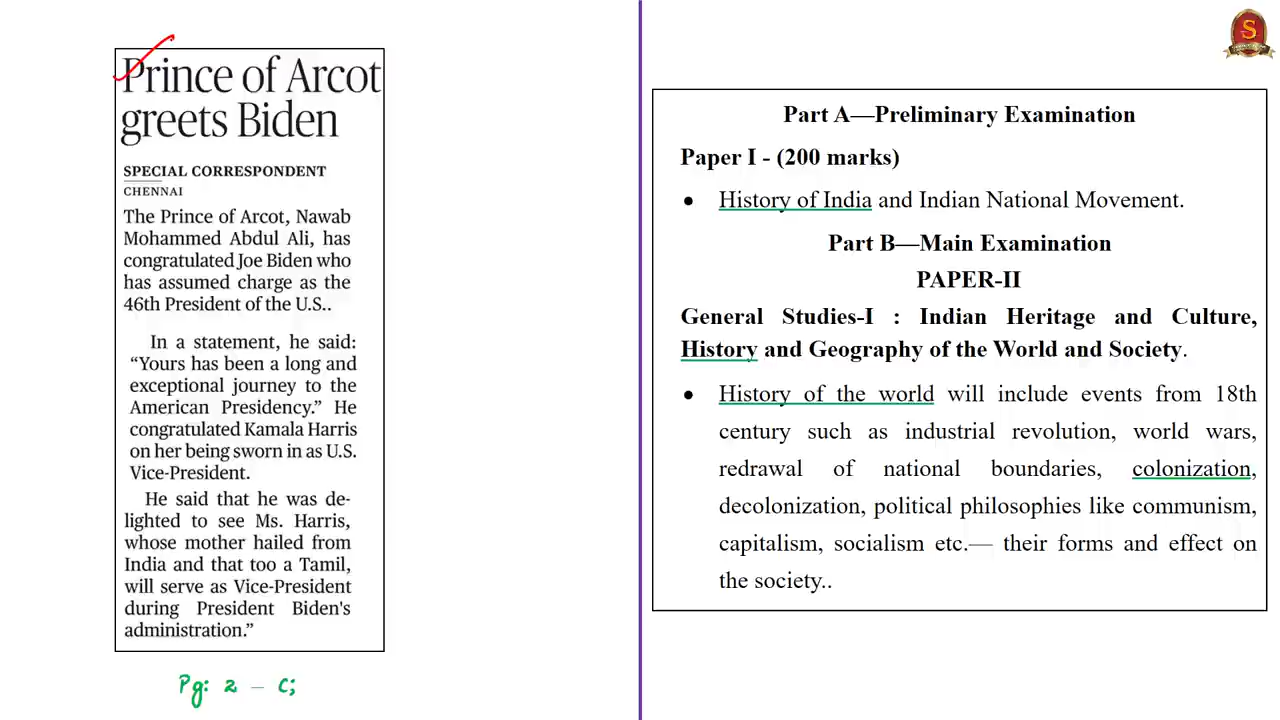 Prince of Arcot
greets Biden
SPECIAL CORRESPONDENT
CHENNAI
The Prince of Arcot, Nawab
Mohammed Abdul Ali, has
congratulated Joe Biden who
has assumed charge as the
46th President of the U.S..
In a statement, he said:
“Yours has been a long and
exceptional journey to the
American Presidency.” He
congratulated Kamala Harris
on her being sworn in as U.S.
Vice-President.
He said that he was de-
lighted to see Ms. Harris,
whose mother hailed from
India and that too a Tamil,
will serve as Vice-President
during President Biden's
administration.”
Pg: 2 – C;
S
Part A—Preliminary Examination
Paper I - (200 marks)
• History of India and Indian National Movement.
Part B—Main Examination
PAPER-II
General Studies-I : Indian Heritage and Culture,
History and Geography of the World and Society.
• History of the world will include events from 18th
century such as industrial revolution, world wars,
redrawal of national boundaries, colonization,
decolonization, political philosophies like communism,
capitalism, socialism etc.— their forms and effect on
the society..